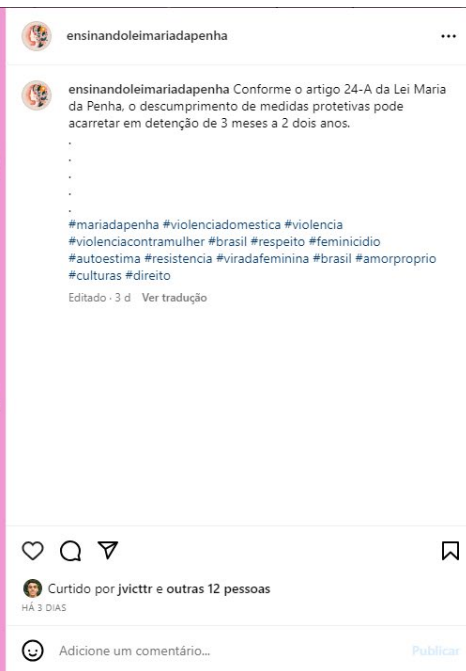 ensinandoleimariadapenha
ensinandoleimariadapenha Conforme o artigo 24-A da Lei Maria
da Penha, o descumprimento de medidas protetivas pode
acarretar em detenção de 3 meses a 2 dois anos.
.
.
.
.
.
#mariadapenha #violenciadomestica #violencia
#violenciacontramulher #brasil #respeito #feminicidio
#autoestima #resistencia #viradafeminina #brasil #amorproprio
#culturas #direito
Editado · 3 d Ver tradução
Curtido por jvicttr e outras 12 pessoas
HÁ 3 DIAS
Adicione um comentário... Publicar